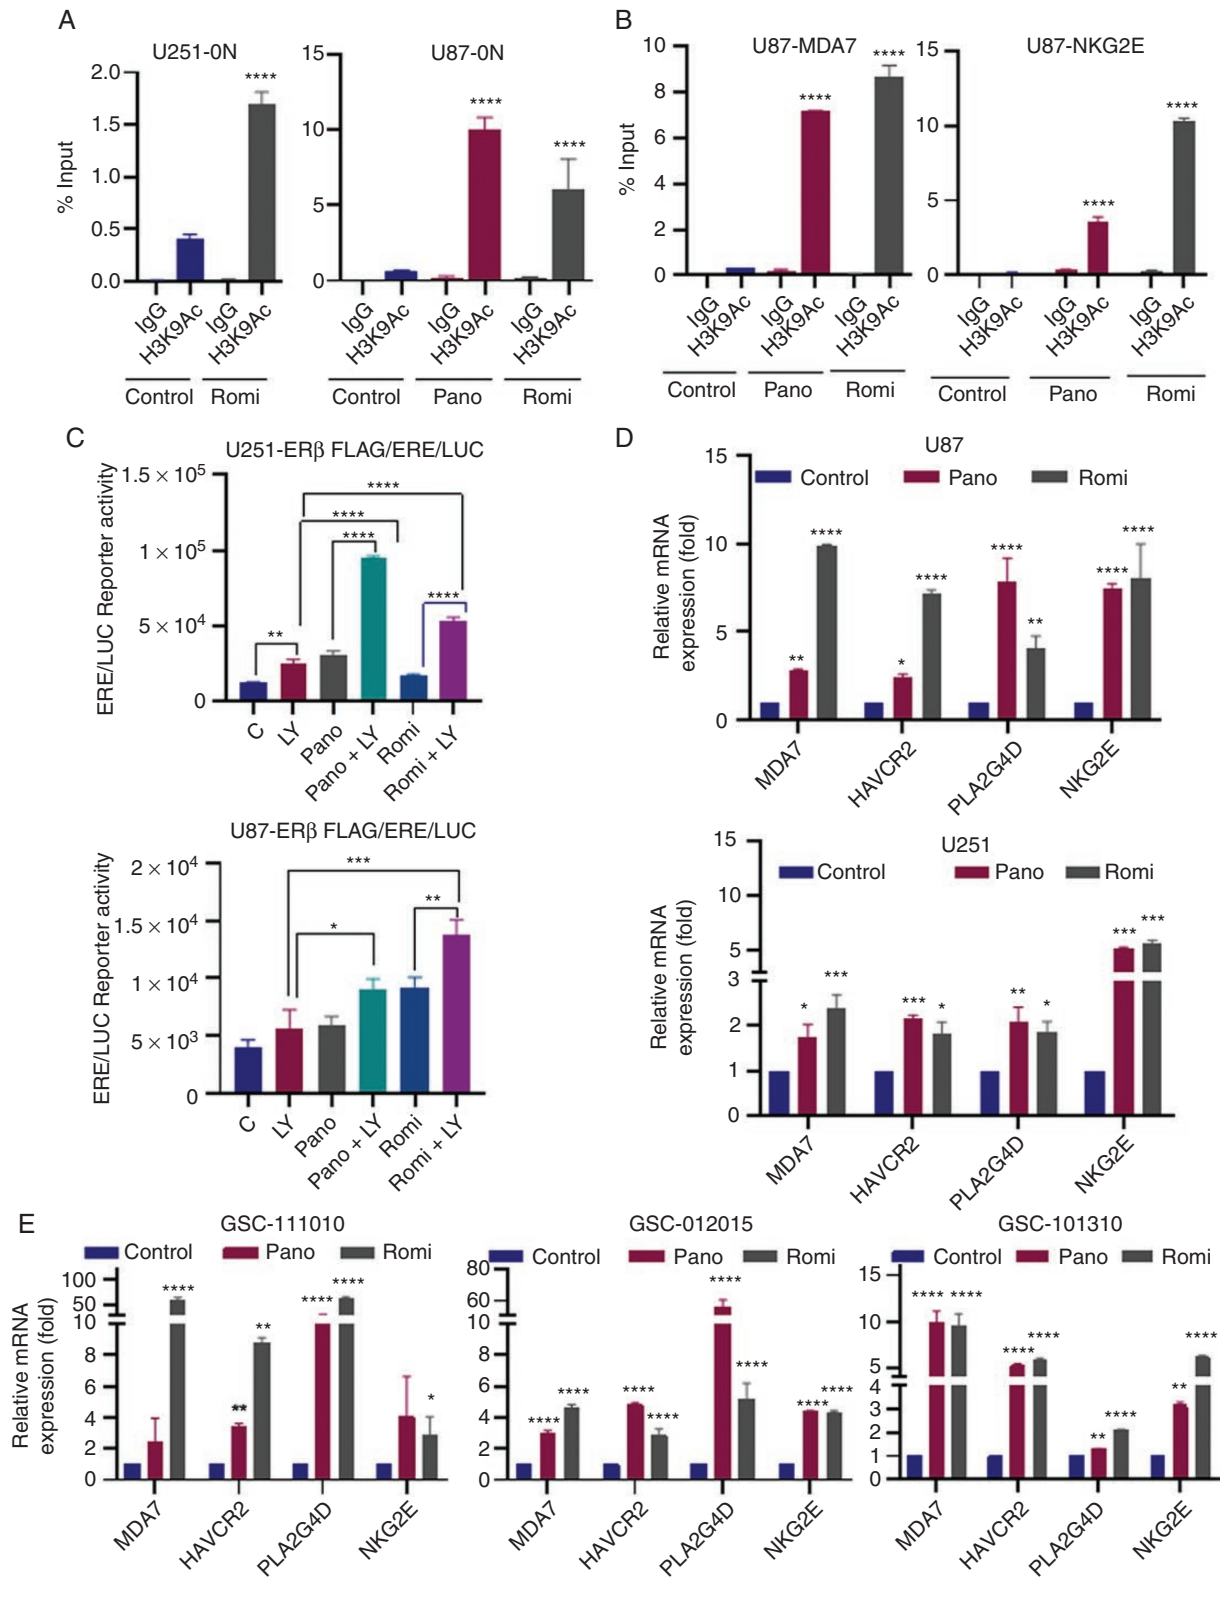 A
U251-0N
% Input
2.0
1.5
1.0
0.5
0.0
****
IgG
H3K9Ac
IgG
H3K9Ac
Control
Romi
U87-0N
15
10
5
0
****
****
IgG
H3K9Ac
IgG
H3K9Ac
IgG
H3K9Ac
Control
Pano
Romi
B
U87-MDA7
% Input
10
8
6
4
2
0
****
****
IgG
H3K9Ac
IgG
H3K9Ac
IgG
H3K9Ac
Control
Pano
Romi
U87-NKG2E
15
10
5
0
****
****
IgG
H3K9Ac
IgG
H3K9Ac
IgG
H3K9Ac
Control
Pano
Romi
C
U251-ERβ FLAG/ERE/LUC
ERE/LUC Reporter activity
1.5 × 10⁵
1 × 10⁵
5 × 10⁴
0
****
****
****
**
****
C
LY
Pano
Pano + LY
Romi
Romi + LY
U87-ERβ FLAG/ERE/LUC
ERE/LUC Reporter activity
2 × 10⁴
1.5 × 10⁴
1 × 10⁴
5 × 10³
0
***
*
**
C
LY
Pano
Pano + LY
Romi
Romi + LY
D
U87
Control
Pano
Romi
Relative mRNA
expression (fold)
15
10
5
0
**
****
*
****
****
**
****
****
MDA7
HAVCR2
PLA2G4D
NKG2E
U251
Control
Pano
Romi
Relative mRNA
expression (fold)
15
10
5
3
2
1
0
*
***
***
*
**
*
***
***
MDA7
HAVCR2
PLA2G4D
NKG2E
E
GSC-111010
Control
Pano
Romi
Relative mRNA
expression (fold)
100
50
10
8
6
4
2
0
****
**
**
****
****
*
MDA7
HAVCR2
PLA2G4D
NKG2E
GSC-012015
Control
Pano
Romi
80
60
10
8
6
4
2
0
****
****
****
****
****
****
****
****
MDA7
HAVCR2
PLA2G4D
NKG2E
GSC-101310
Control
Pano
Romi
15
10
5
4
3
2
1
0
****
****
****
****
**
****
**
****
MDA7
HAVCR2
PLA2G4D
NKG2E